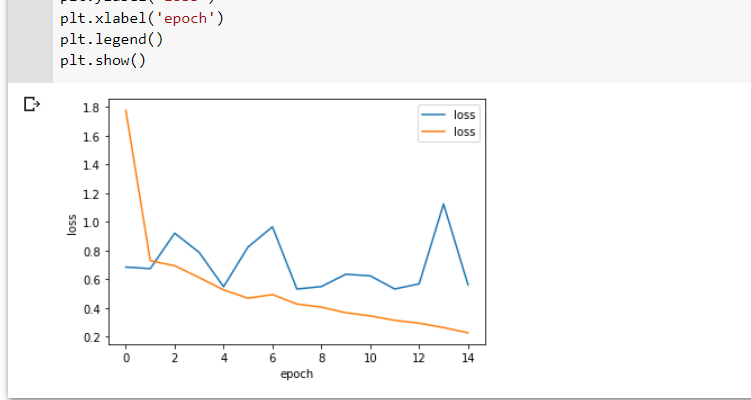 plt.xlabel('epoch')
plt.legend()
plt.show()
loss
loss
1.8
1.6
1.4
1.2
1.0
0.8
0.6
0.4
0.2
loss
0 2 4 6 8 10 12 14
epoch